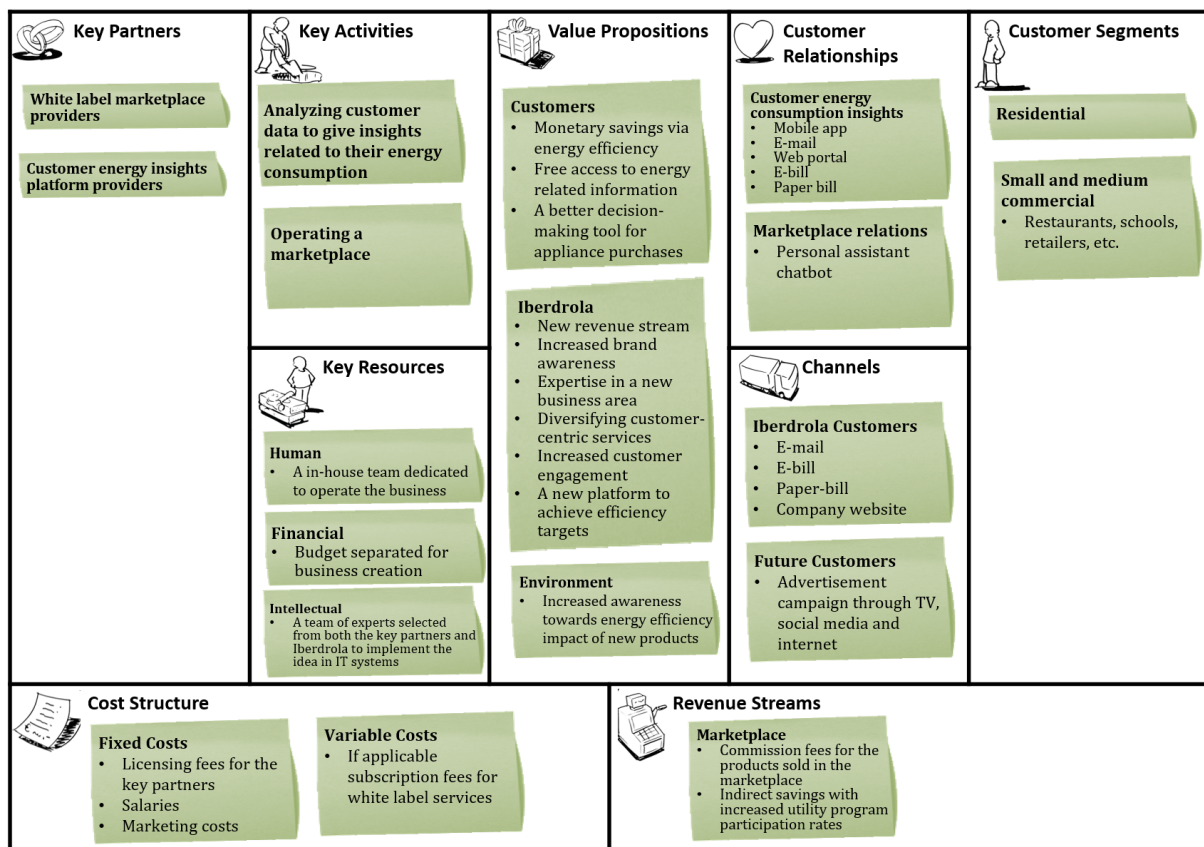 Key Partners
White label marketplace
providers
Customer energy insights
platform providers
Key Activities
Analyzing customer
data to give insights
related to their energy
consumption
Operating a
marketplace
Key Resources
Human
• A in-house team dedicated
to operate the business
Financial
• Budget separated for
business creation
Intellectual
• A team of experts selected
from both the key partners and
Iberdrola to implement the
idea in IT systems
Value Propositions
Customers
• Monetary savings via
energy efficiency
• Free access to energy
related information
• A better decision-
making tool for
appliance purchases
Iberdrola
• New revenue stream
• Increased brand
awareness
• Expertise in a new
business area
• Diversifying customer-
centric services
• Increased customer
engagement
• A new platform to
achieve efficiency
targets
Environment
• Increased awareness
towards energy efficiency
impact of new products
Customer
Relationships
Customer energy
consumption insights
• Mobile app
• E-mail
• Web portal
• E-bill
• Paper bill
Marketplace relations
• Personal assistant
chatbot
Channels
Iberdrola Customers
• E-mail
• E-bill
• Paper-bill
• Company website
Future Customers
• Advertisement
campaign through TV,
social media and
internet
Customer Segments
Residential
Small and medium
commercial
• Restaurants, schools,
retailers, etc.
Cost Structure
Fixed Costs
• Licensing fees for the
key partners
• Salaries
• Marketing costs
Variable Costs
• If applicable
subscription fees for
white label services
Revenue Streams
Marketplace
• Commission fees for the
products sold in the
marketplace
• Indirect savings with
increased utility program
participation rates